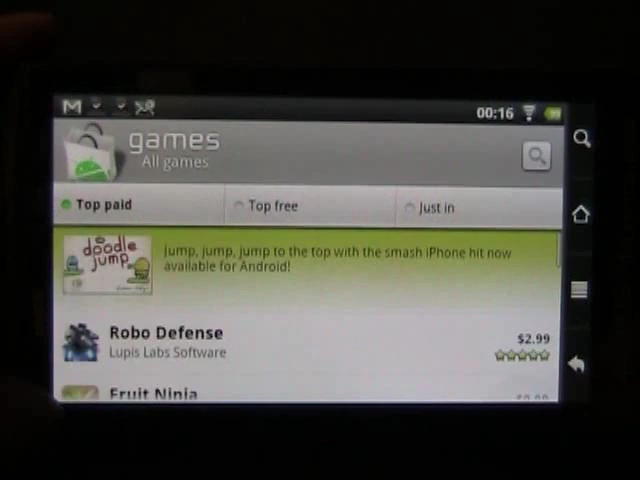 00:16
games
All games
Top paid
Top free
Just in
doodle jump
Jump, jump, jump to the top with the smash iPhone hit now
available for Android!
Robo Defense
$2.99
Lupis Labs Software
Fruit Ninja